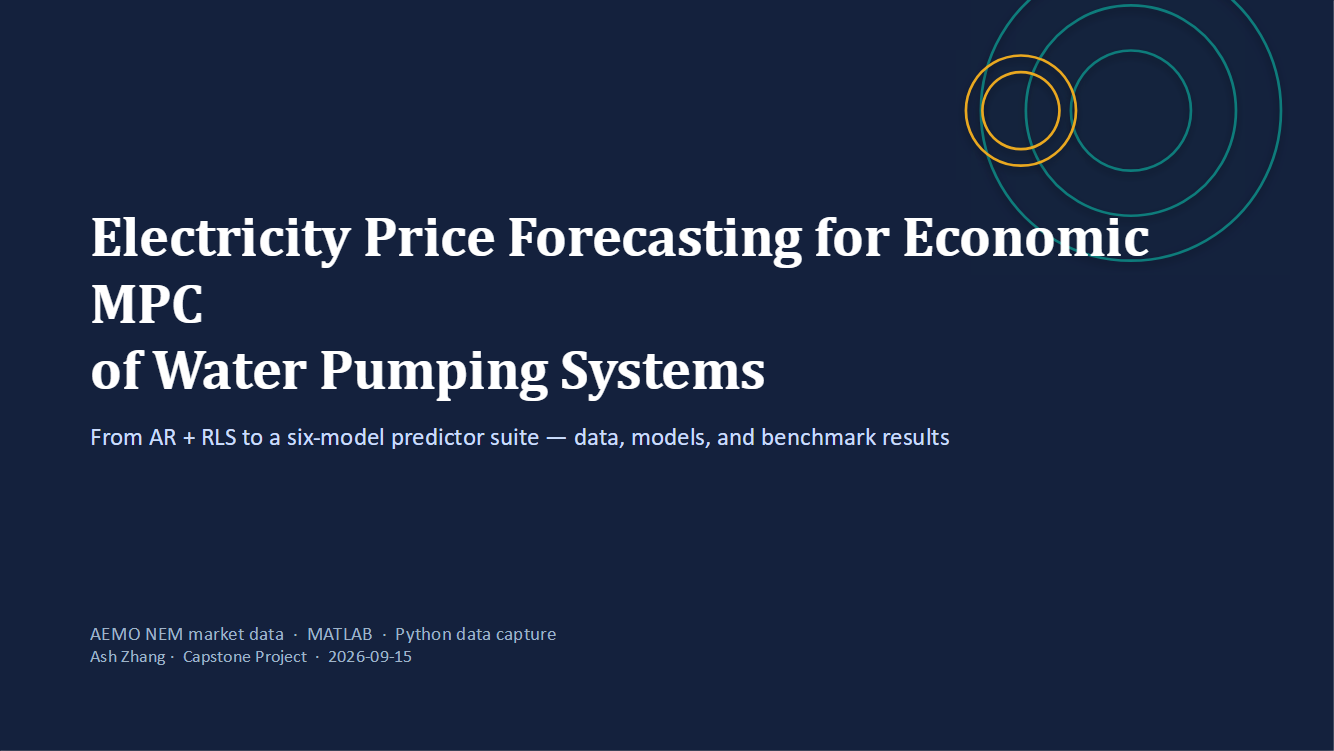 Electricity Price Forecasting for Economic
MPC
of Water Pumping Systems
From AR + RLS to a six-model predictor suite — data, models, and benchmark results
AEMO NEM market data · MATLAB · Python data capture
Ash Zhang · Capstone Project · 2026-09-15